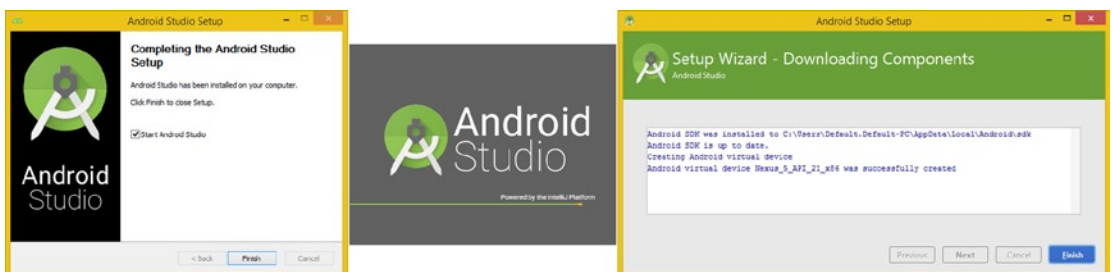 Android Studio Setup
Completing the Android Studio
Setup
Android Studio has been installed on your computer.
Click Finish to close Setup.
Start Android Studio
Android
Studio
< Back
Finish
Cancel
Android
Studio
Powered by the IntelliJ Platform
Android Studio Setup
Setup Wizard - Downloading Components
Android Studio
Android SDK was installed to C:\Users\Default.Default-PC\AppData\Local\Android\sdk
Android SDK is up to date.
Creating Android virtual device
Android virtual device Nexus_5_API_21_x86 was successfully created
Previous
Next
Cancel
Finish